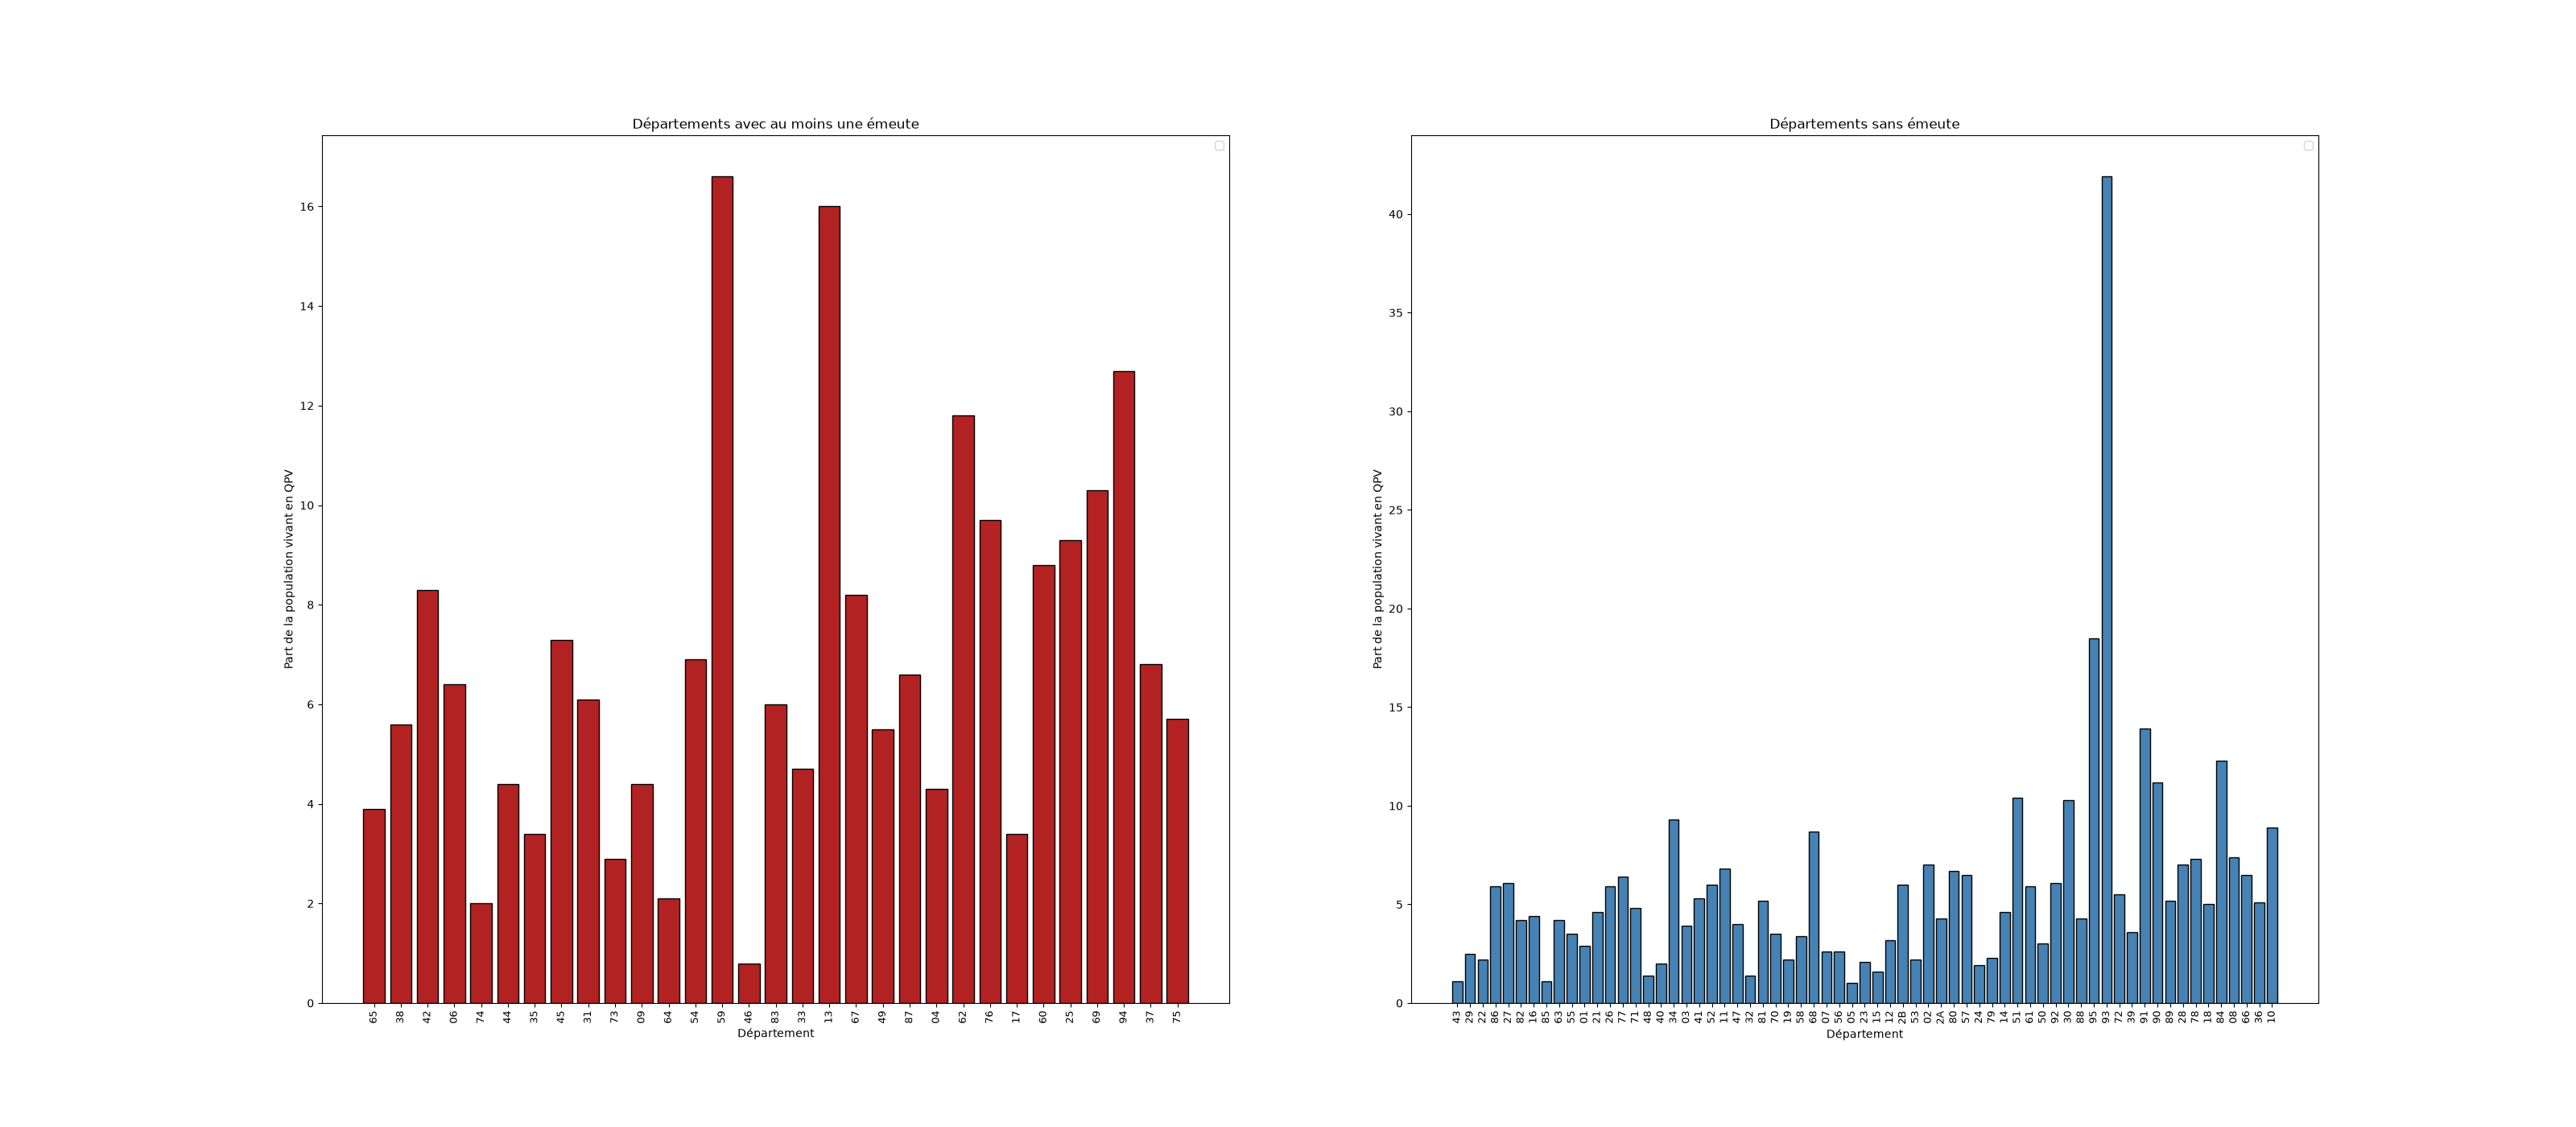 Départements avec au moins une émeute
Part de la population vivant en QPV
16
14
12
10
8
6
4
2
0
65 38 42 06 74 44 35 45 31 73 09 64 54 59 46 83 33 13 67 49 87 04 62 76 17 60 25 69 94 37 75
Département
Départements sans émeute
Part de la population vivant en QPV
40
35
30
25
20
15
10
5
0
43 29 22 86 27 82 16 85 63 55 01 21 26 77 71 48 40 34 03 41 52 11 47 32 81 70 19 58 68 07 56 05 23 15 12 2B 53 02 2A 80 57 24 79 14 51 61 50 92 30 88 95 93 72 39 91 90 89 28 78 18 84 08 66 36 10
Département